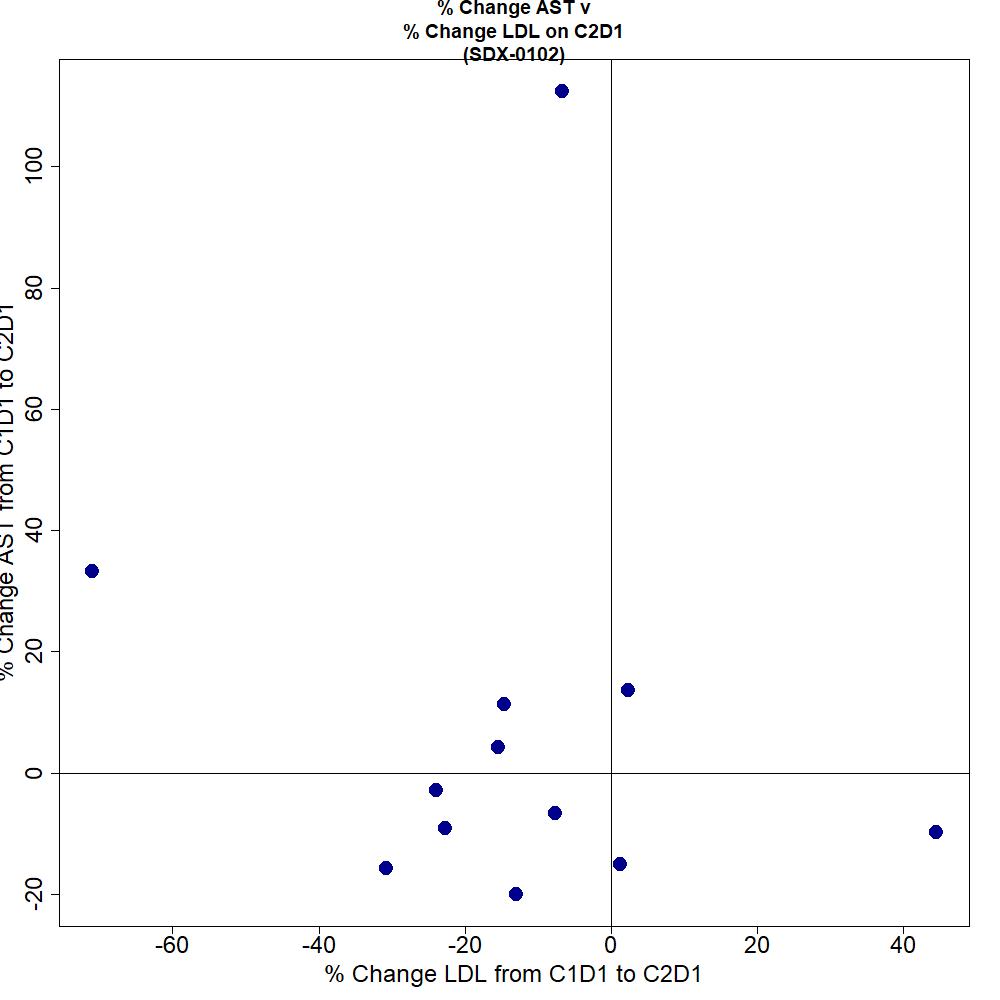 % Change AST v
% Change LDL on C2D1
(SDX-0102)
% Change AST from C1D1 to C2D1
100
80
60
40
20
0
-20
-60
-40
-20
0
20
40
% Change LDL from C1D1 to C2D1